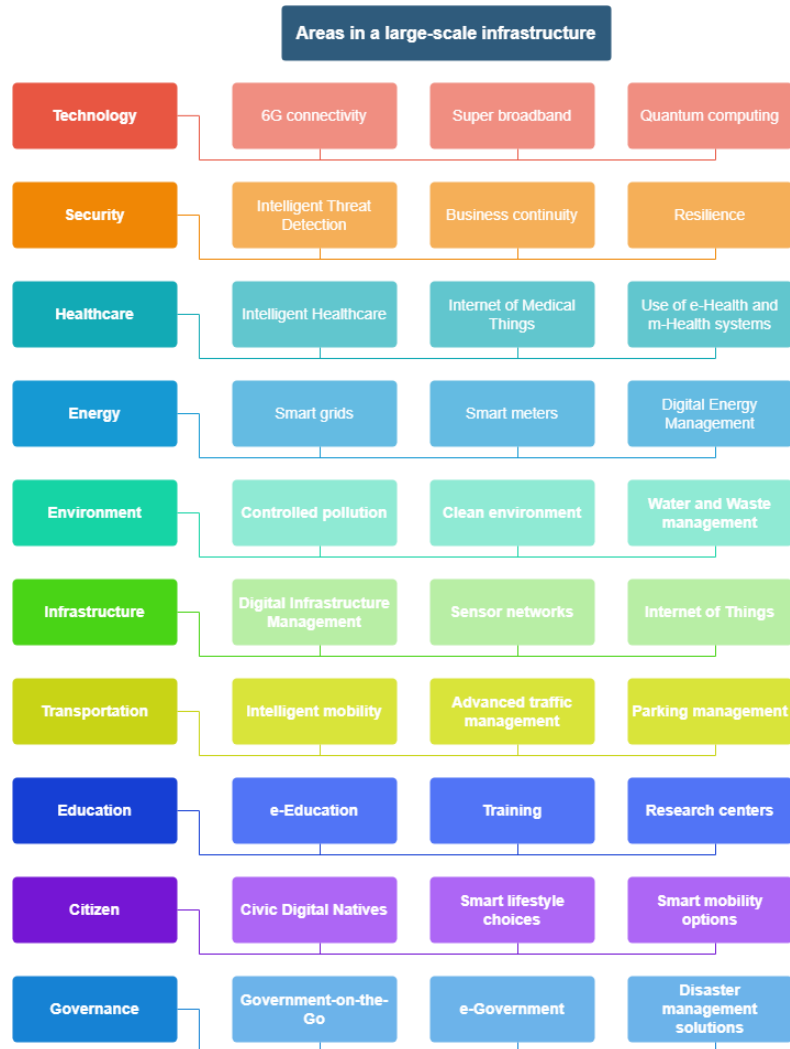 Areas in a large-scale infrastructure
Technology
6G connectivity
Super broadband
Quantum computing
Security
Intelligent Threat
Detection
Business continuity
Resilience
Healthcare
Intelligent Healthcare
Internet of Medical
Things
Use of e-Health and
m-Health systems
Energy
Smart grids
Smart meters
Digital Energy
Management
Environment
Controlled pollution
Clean environment
Water and Waste
management
Infrastructure
Digital Infrastructure
Management
Sensor networks
Internet of Things
Transportation
Intelligent mobility
Advanced traffic
management
Parking management
Education
e-Education
Training
Research centers
Citizen
Civic Digital Natives
Smart lifestyle
choices
Smart mobility
options
Governance
Government-on-the-
Go
e-Government
Disaster
management
solutions